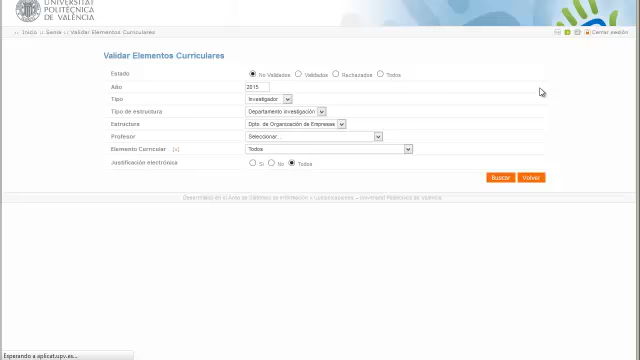 UNIVERSITAT
POLITÈCNICA
DE VALÈNCIA
:: Inicio :: Senia :: Validar Elementos Curriculares
Cerrar sesión
Validar Elementos Curriculares
Estado No Validados Validados Rechazados Todos
Año 2015
Tipo Investigador
Tipo de estructura Departamento investigación
Estructura Dpto. de Organización de Empresas
Profesor Seleccionar...
Elemento Curricular [+] Todos
Justificación electrónica Sí No Todos
Buscar Volver
Desarrollado en el Área de Sistemas de Información y Comunicaciones - Universitat Politècnica de València.
Esperando a aplicat.upv.es...